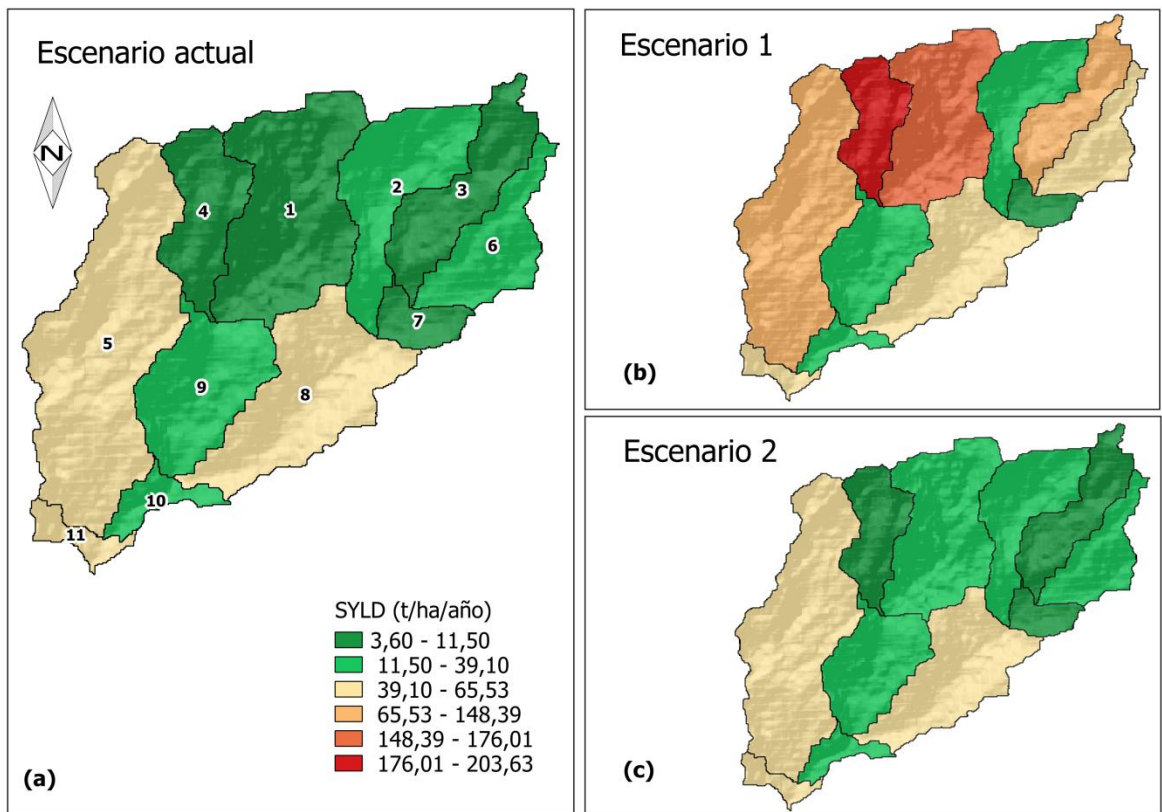 Escenario actual
N
1
2
3
4
5
6
7
8
9
10
11
SYLD (t/ha/año)
3,60 - 11,50
11,50 - 39,10
39,10 - 65,53
65,53 - 148,39
148,39 - 176,01
176,01 - 203,63
(a)
Escenario 1
(b)
Escenario 2
(c)